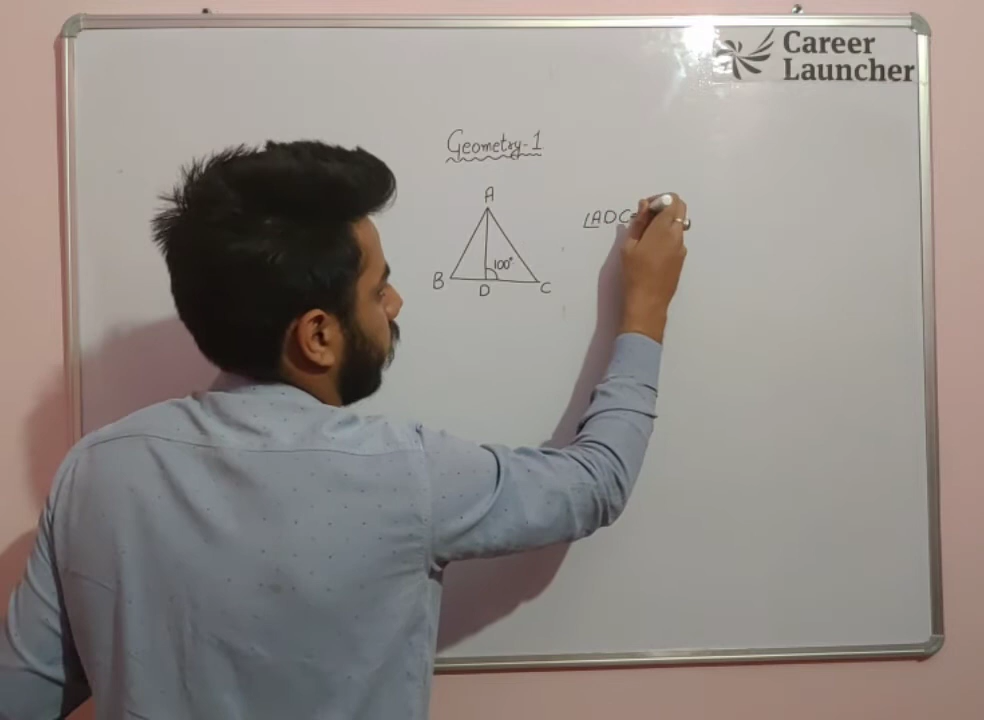 Career
Launcher
Geometry-1
A
∠ADC=
100°
B
D
C